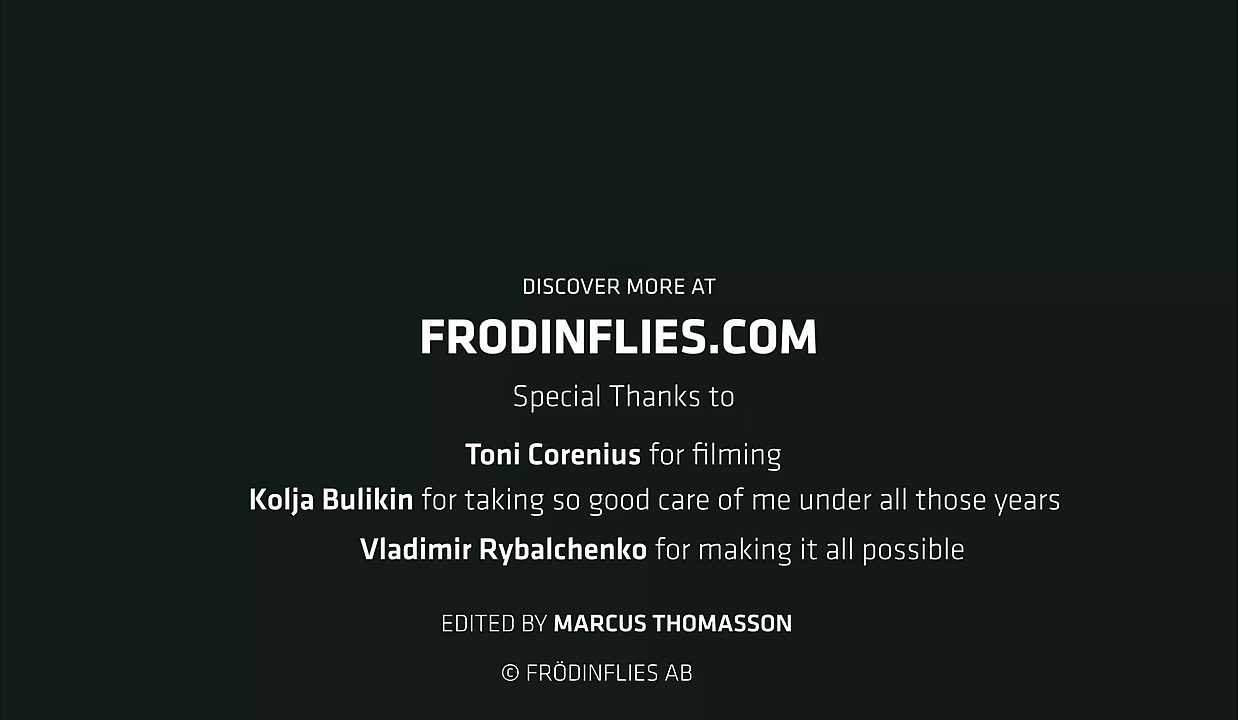 DISCOVER MORE AT
FRODINFLIES.COM
Special Thanks to
Toni Corenius for filming
Kolja Bulikin for taking so good care of me under all those years
Vladimir Rybalchenko for making it all possible
EDITED BY MARCUS THOMASSON
© FRÖDINFLIES AB